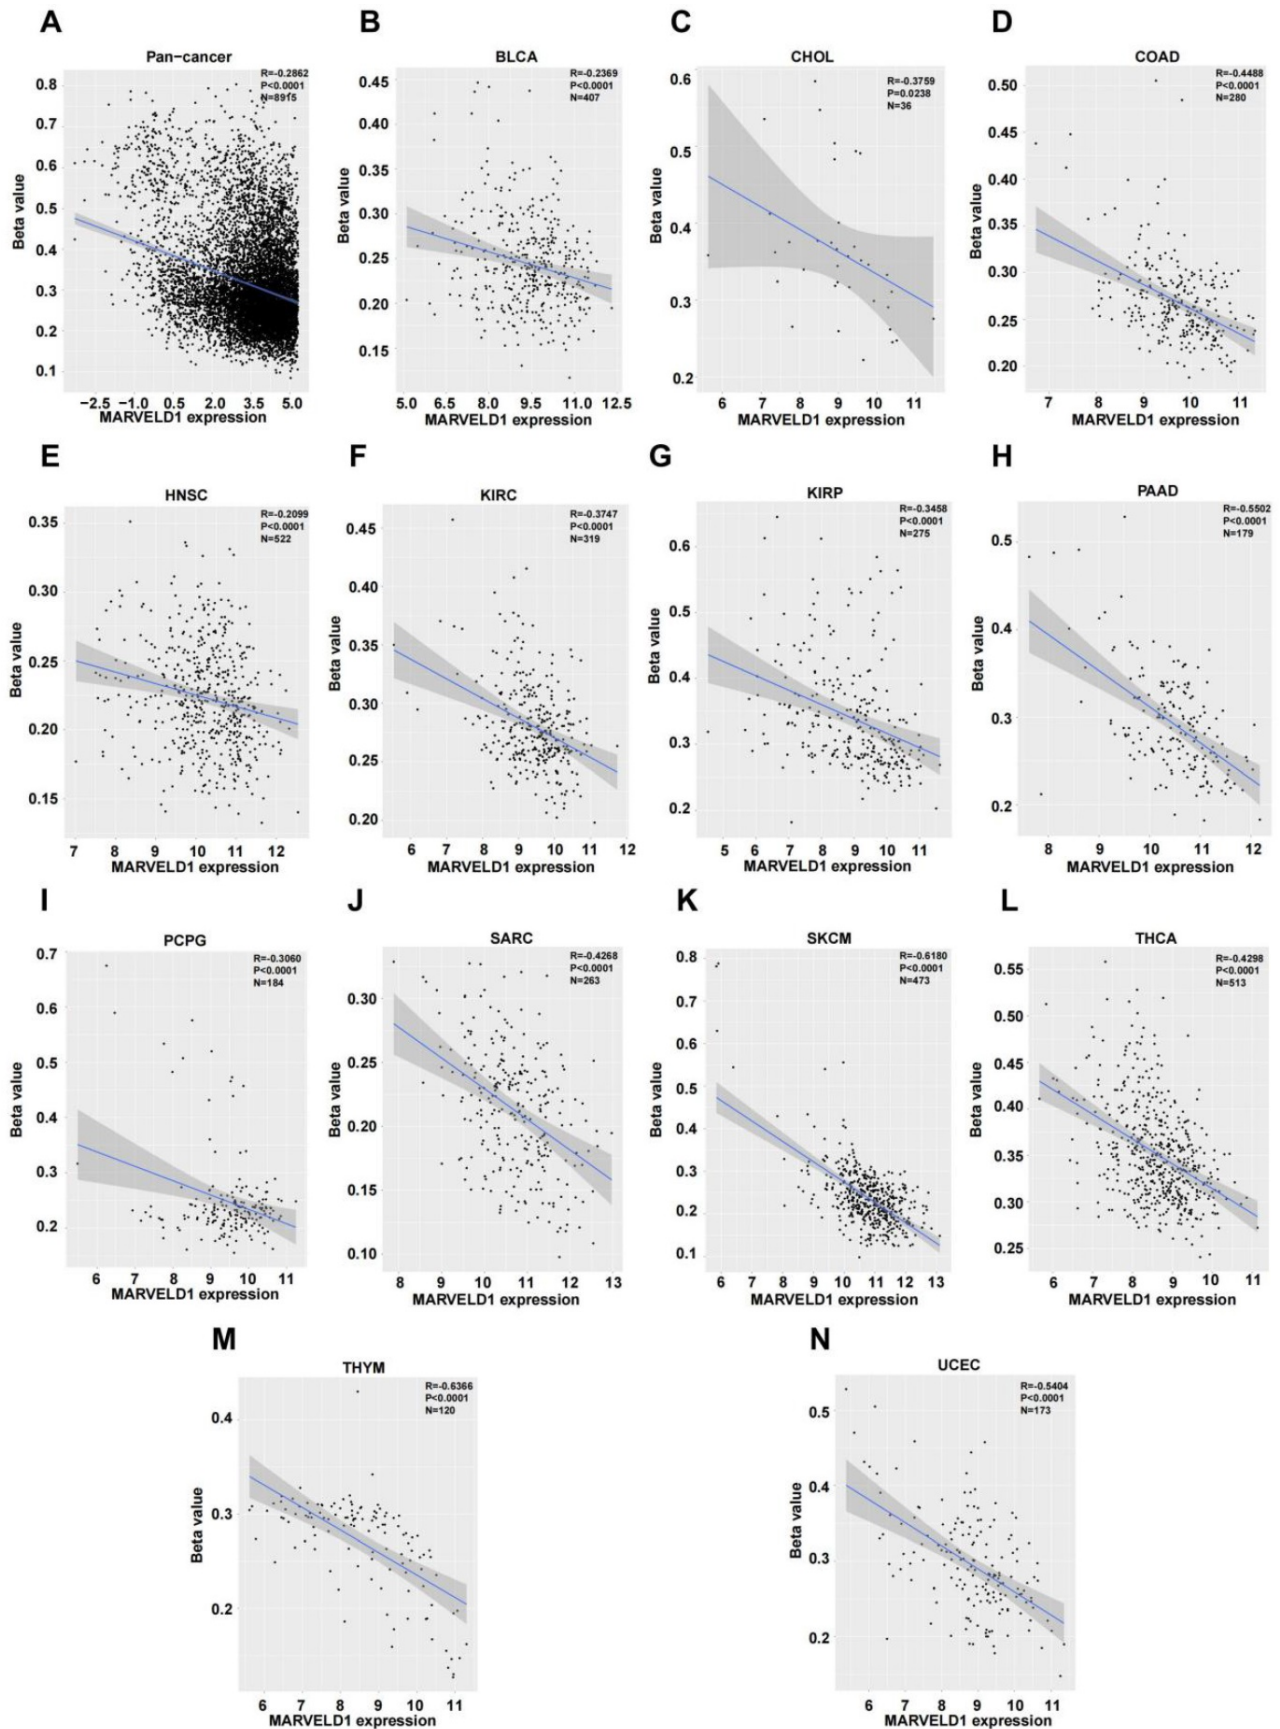 A
Pan−cancer
R=-0.2862
P<0.0001
N=8915
Beta value
0.8
0.7
0.6
0.5
0.4
0.3
0.2
0.1
−2.5 −1.0 0.5 2.0 3.5 5.0
MARVELD1 expression
B
BLCA
R=-0.2369
P<0.0001
N=407
Beta value
0.45
0.40
0.35
0.30
0.25
0.20
0.15
5.0 6.5 8.0 9.5 11.0 12.5
MARVELD1 expression
C
CHOL
R=-0.3759
P=0.0238
N=36
Beta value
0.6
0.5
0.4
0.3
0.2
6 7 8 9 10 11
MARVELD1 expression
D
COAD
R=-0.4488
P<0.0001
N=280
Beta value
0.50
0.45
0.40
0.35
0.30
0.25
0.20
7 8 9 10 11
MARVELD1 expression
E
HNSC
R=-0.2099
P<0.0001
N=522
Beta value
0.35
0.30
0.25
0.20
0.15
7 8 9 10 11 12
MARVELD1 expression
F
KIRC
R=-0.3747
P<0.0001
N=319
Beta value
0.45
0.40
0.35
0.30
0.25
0.20
6 7 8 9 10 11 12
MARVELD1 expression
G
KIRP
R=-0.3458
P<0.0001
N=275
Beta value
0.6
0.5
0.4
0.3
0.2
5 6 7 8 9 10 11
MARVELD1 expression
H
PAAD
R=-0.5502
P<0.0001
N=179
Beta value
0.5
0.4
0.3
0.2
8 9 10 11 12
MARVELD1 expression
I
PCPG
R=-0.3060
P<0.0001
N=184
Beta value
0.7
0.6
0.5
0.4
0.3
0.2
6 7 8 9 10 11
MARVELD1 expression
J
SARC
R=-0.4268
P<0.0001
N=263
Beta value
0.30
0.25
0.20
0.15
0.10
8 9 10 11 12 13
MARVELD1 expression
K
SKCM
R=-0.6180
P<0.0001
N=473
Beta value
0.8
0.7
0.6
0.5
0.4
0.3
0.2
0.1
6 7 8 9 10 11 12 13
MARVELD1 expression
L
THCA
R=-0.4298
P<0.0001
N=513
Beta value
0.55
0.50
0.45
0.40
0.35
0.30
0.25
6 7 8 9 10 11
MARVELD1 expression
M
THYM
R=-0.6366
P<0.0001
N=120
Beta value
0.4
0.3
0.2
6 7 8 9 10 11
MARVELD1 expression
N
UCEC
R=-0.5404
P<0.0001
N=173
Beta value
0.5
0.4
0.3
0.2
6 7 8 9 10 11
MARVELD1 expression